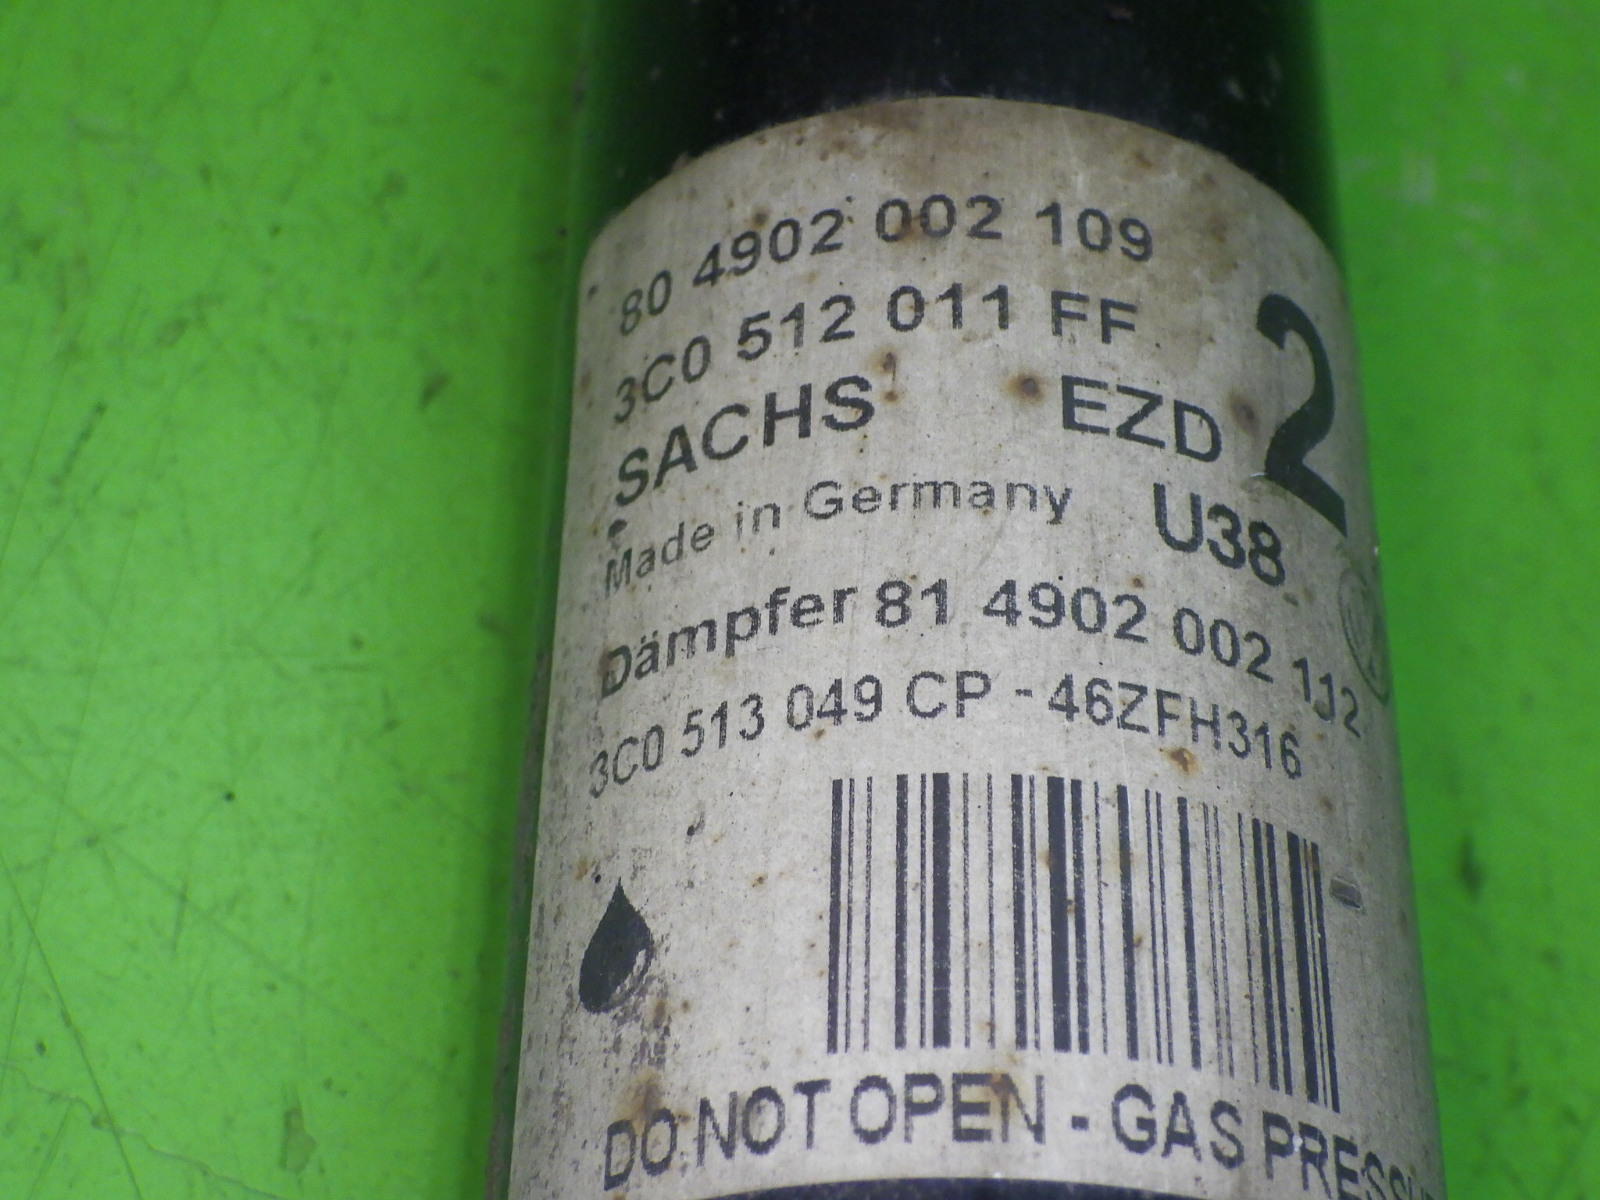 80 4902 002 109
3C0 512 011 FF
2
SACHS EZD
Made in Germany U38
Dämpfer 81 4902 002 112
3C0 513 049 CP - 46ZFH316
DO NOT OPEN - GAS PRESSU